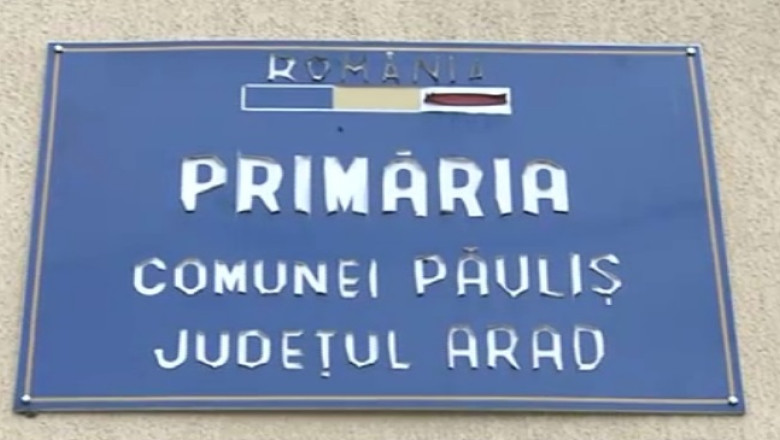 ROMÂNIA
PRIMĂRIA
COMUNEI PĂULIȘ
JUDEȚUL ARAD